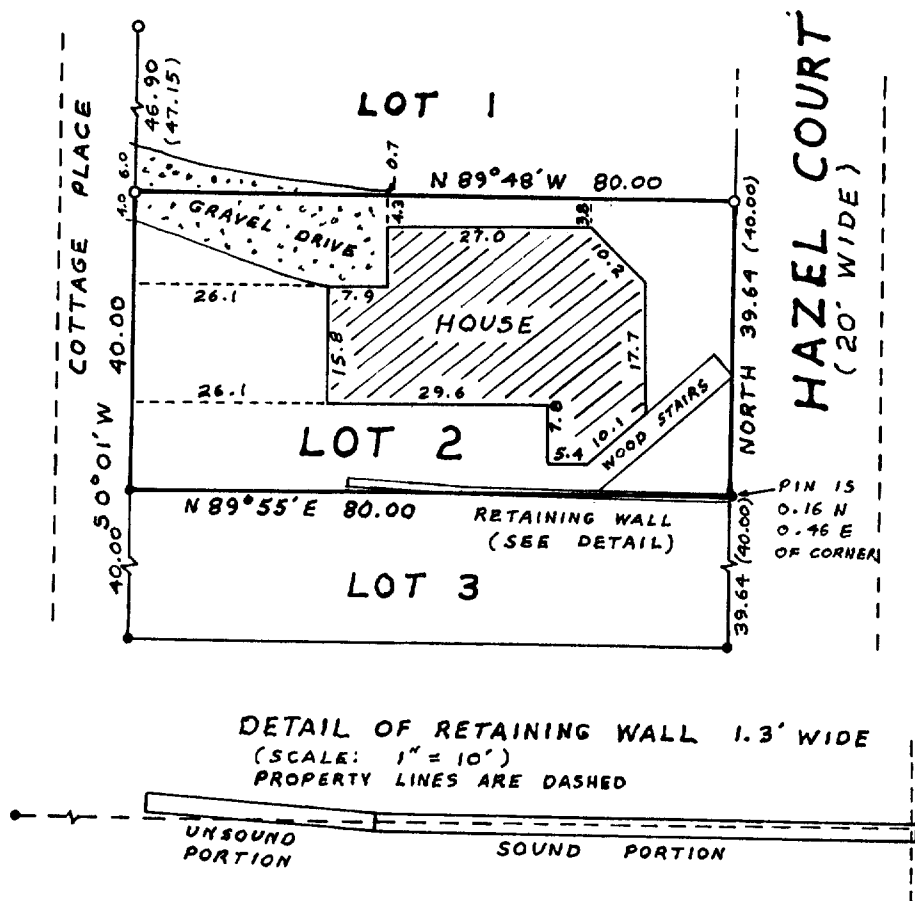 LOT 1
46.90
(47.15)
COTTAGE PLACE
HAZEL COURT
(20' WIDE)
6.0
4.0
0.7
N 89°48'W 80.00
GRAVEL DRIVE
4.3
3.8
27.0
10.2
26.1
7.9
HOUSE
15.8
17.7
40.00
26.1
29.6
7.8
5.4
10.1
WOOD STAIRS
NORTH 39.64 (40.00)
LOT 2
S 0°01'W
N 89°55'E 80.00
RETAINING WALL
(SEE DETAIL)
PIN IS
0.16 N
0.46 E
OF CORNER
40.00
39.64 (40.00)
LOT 3
DETAIL OF RETAINING WALL 1.3' WIDE
(SCALE: 1" = 10')
PROPERTY LINES ARE DASHED
UNSOUND
PORTION
SOUND PORTION